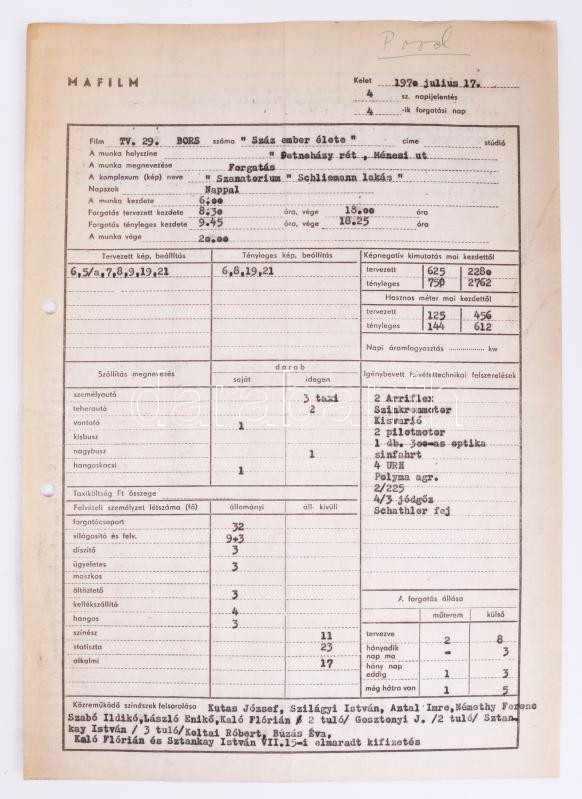 Pool
MAFILM
Kelet 1970 julius 17.
4 sz. napijelentés
4 -ik forgatási nap
Film TV. 29. BORS száma " Száz ember élete " címe stúdió
A munka helyszíne " Petneházy rét , Ménesi ut
A munka megnevezése Forgatás
A komplexum (kép) neve " Szanatorium " Schliemann lakás "
Napszak Nappal
A munka kezdete 6.00
Forgatás tervezett kezdete 8.30 óra, vége 18.00 óra
Forgatás tényleges kezdete 9.45 óra, vége 18.25 óra
A munka vége 20.00
Tervezett kép, beállítás Tényleges kép, beállítás Képnegatív kimutatás mai kezdettől
6,5/a,7,8,9,19,21 6,8,19,21 tervezett 625 2280
tényleges 750 2762
Hasznos méter mai kezdettől
tervezett 125 456
tényleges 144 612
Napi áramfogyasztás kw
Szállítás megnevezés darab Igénybevett felvételtechnikai felszerelések
saját idegen
személyautó 3 taxi 2 Arriflex
teherautó 2 Szinkronmotor
vontató 1 Kisvarió
kisbusz 2 pilotmotor
nagybusz 1 1 db. 300-as optika
hangoskocsi 1 sinfahrt
4 URH
Polyma agr.
2/225
4/3 jódgőz
Schathler fej
Taxiköltség Ft összege
Felvételi személyzet létszáma (fő) állományi áll- kívüli
forgatócsoport 32
világosító és felv. 9+3
díszítő 3
ügyeletes 3
maszkos
öltöztető 3
kellékszállító 4
hangos 3
színész 11
statiszta 23
alkalmi 17
A forgatás állása
műterem külső
tervezve 2 8
hányadik nap ma - 3
hány nap eddig 1 3
még hátra van 1 5
Közreműködő színészek felsorolása Kutas József, Szilágyi István, Antal Imre, Némethy Ferenc
Szabó Ildikó,László Enikő,Kaló Flórián / 2 tuló/ Gosztonyi J. /2 tuló/ Sztan-
kay István / 3 tuló/Koltai Róbert, Búzás Éva,
Kaló Flórián és Sztankay István VII.15-i elmaradt kifizetés
darabanth